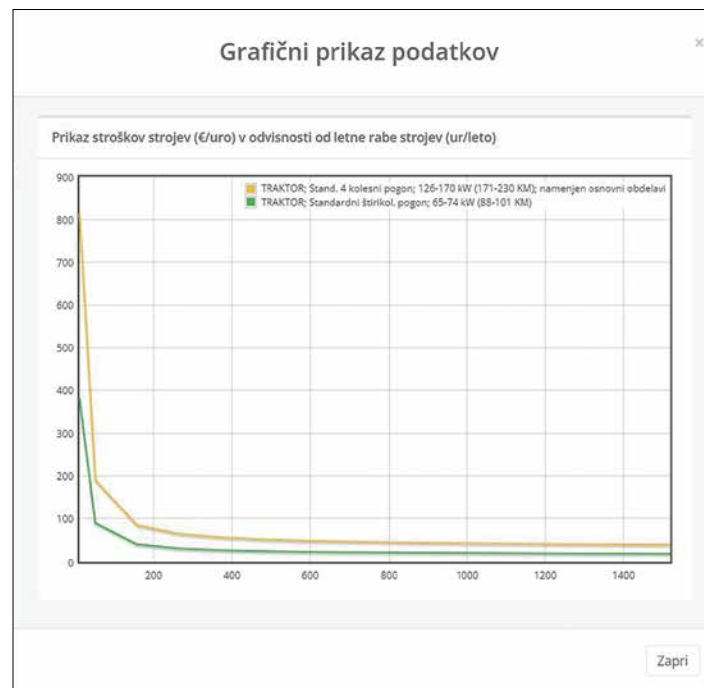 Grafični prikaz podatkov
×
Prikaz stroškov strojev (€/uro) v odvisnosti od letne rabe strojev (ur/leto)
900
800
700
600
500
400
300
200
100
0
TRAKTOR; Stand. 4 kolesni pogon; 126-170 kW (171-230 KM); namenjen osnovni obdelavi
TRAKTOR; Standardni štirikol. pogon; 65-74 kW (88-101 KM)
200 400 600 800 1000 1200 1400
Zapri